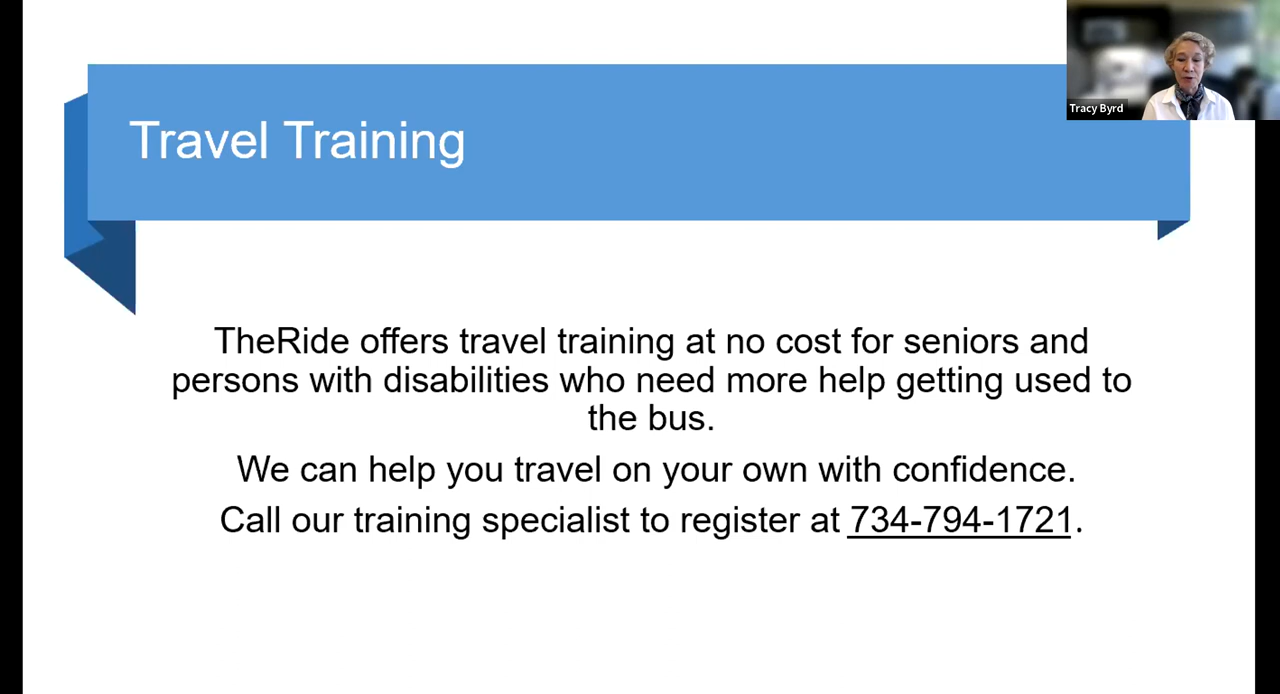 Tracy Byrd
Travel Training
TheRide offers travel training at no cost for seniors and
persons with disabilities who need more help getting used to
the bus.
We can help you travel on your own with confidence.
Call our training specialist to register at 734-794-1721.